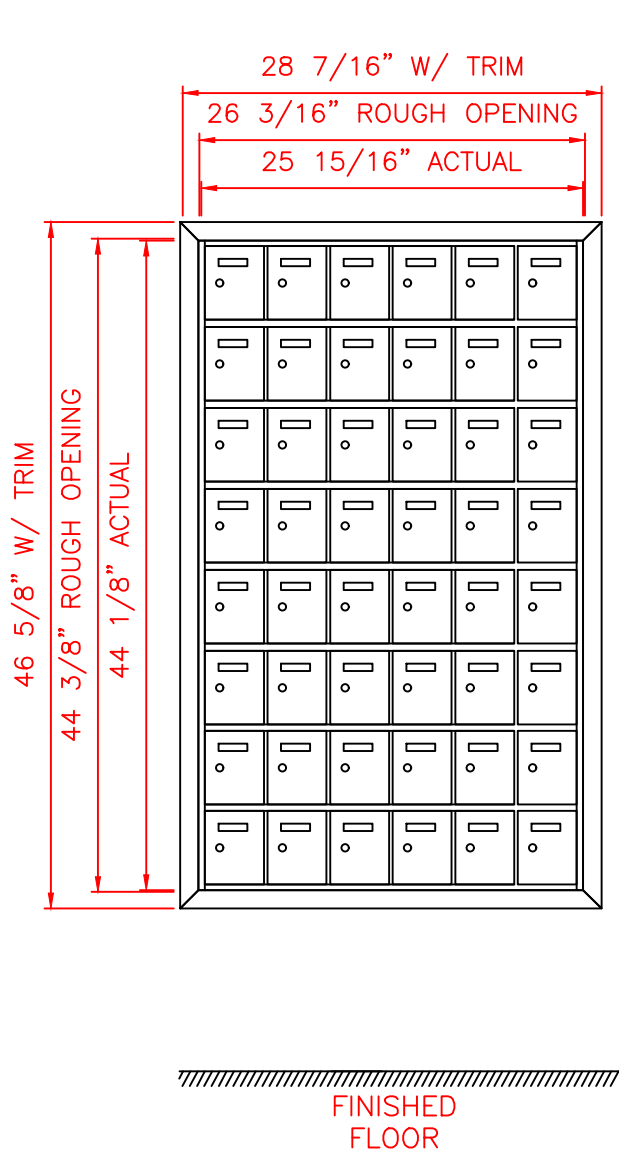 28 7/16” W/ TRIM
26 3/16” ROUGH OPENING
25 15/16” ACTUAL
46 5/8” W/ TRIM
44 3/8” ROUGH OPENING
44 1/8” ACTUAL
FINISHED
FLOOR